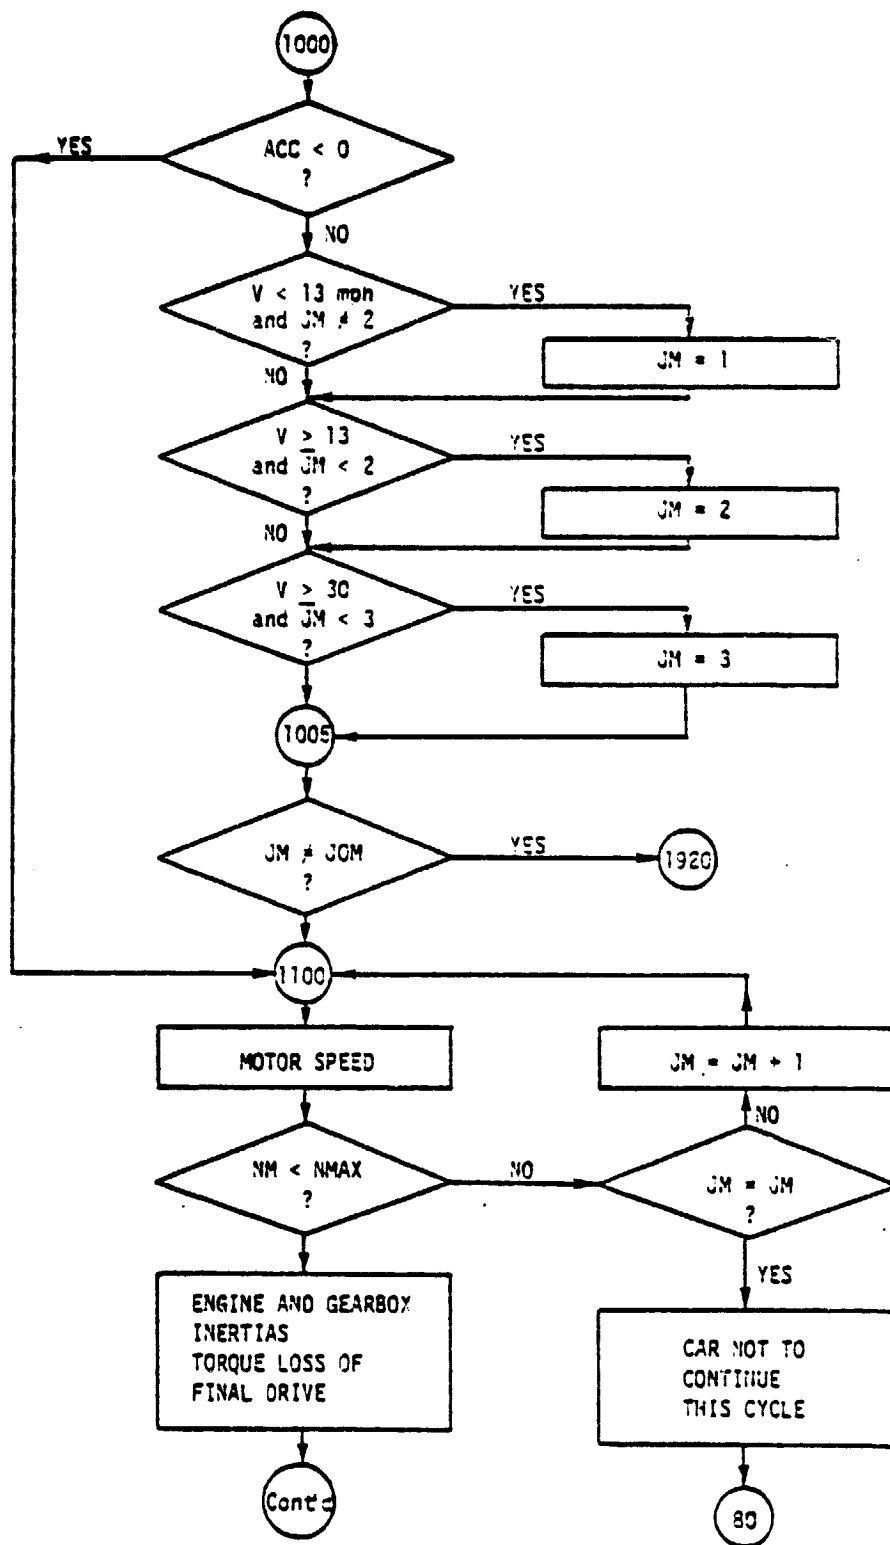 1000
YES
ACC < 0
?
NO
V < 13 mph
and JM ≠ 2
?
YES
JM = 1
NO
V ≥ 13
and JM < 2
?
YES
JM = 2
NO
V ≥ 30
and JM < 3
?
YES
JM = 3
1005
JM ≠ JOM
?
YES
1920
1100
MOTOR SPEED
JM = JM + 1
NO
NM < NMAX
?
NO
JM = JM
?
YES
ENGINE AND GEARBOX
INERTIAS
TORQUE LOSS OF
FINAL DRIVE
CAR NOT TO
CONTINUE
THIS CYCLE
Cont'd
80